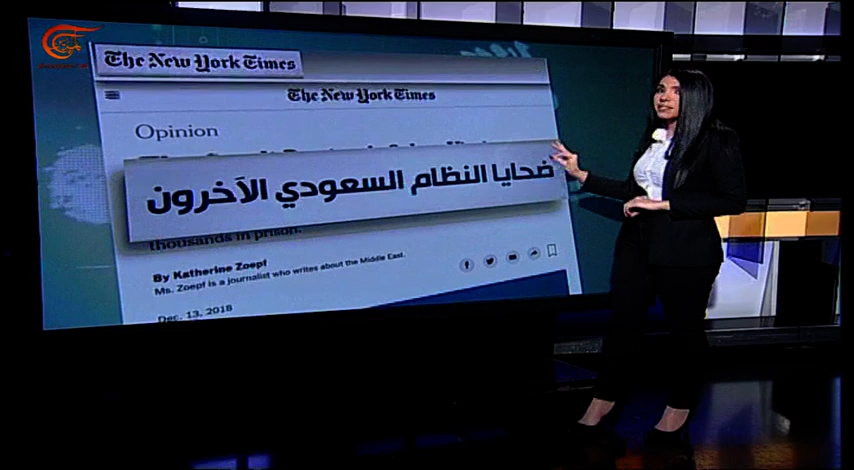 The New York Times
The New York Times
Opinion
ضحايا النظام السعودي الآخرون
thousands in prison.
By Katherine Zoepf
Ms. Zoepf is a journalist who writes about the Middle East.
Dec. 13, 2018